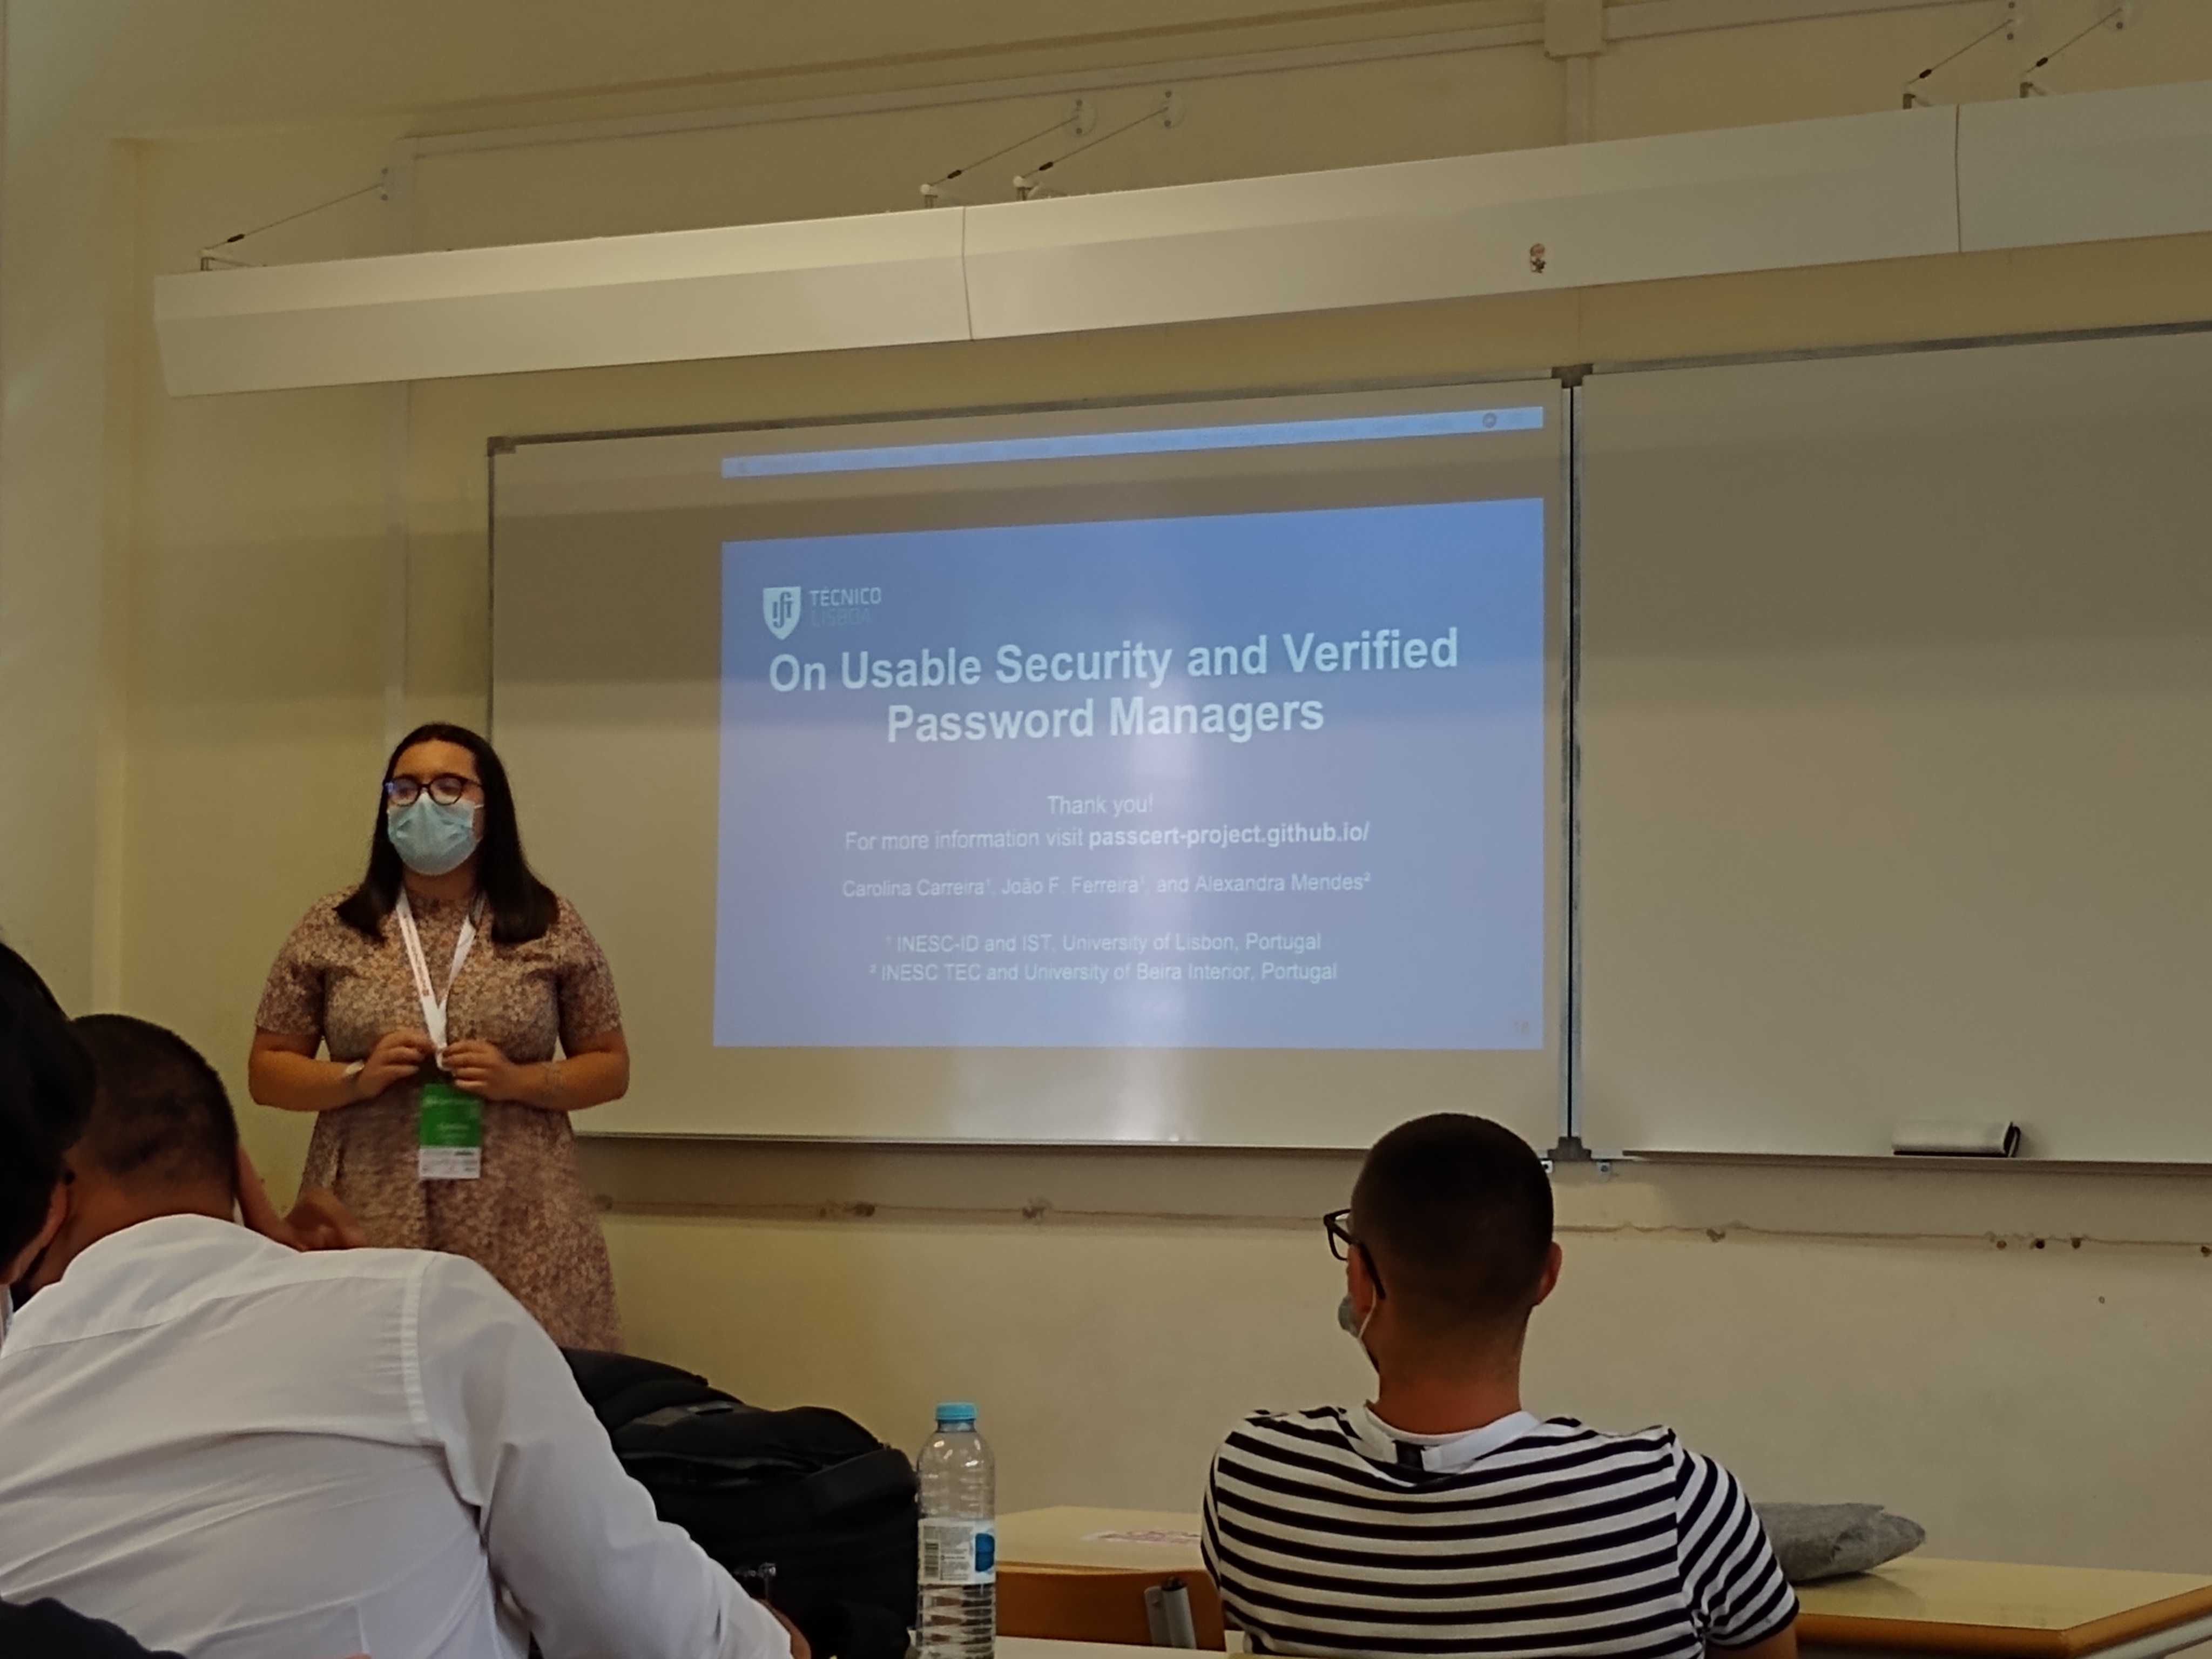 TÉCNICO
LISBOA
On Usable Security and Verified
Password Managers
Thank you!
For more information visit passcert-project.github.io/
Carolina Carreira¹, João F. Ferreira¹, and Alexandra Mendes²
¹ INESC-ID and IST, University of Lisbon, Portugal
² INESC TEC and University of Beira Interior, Portugal